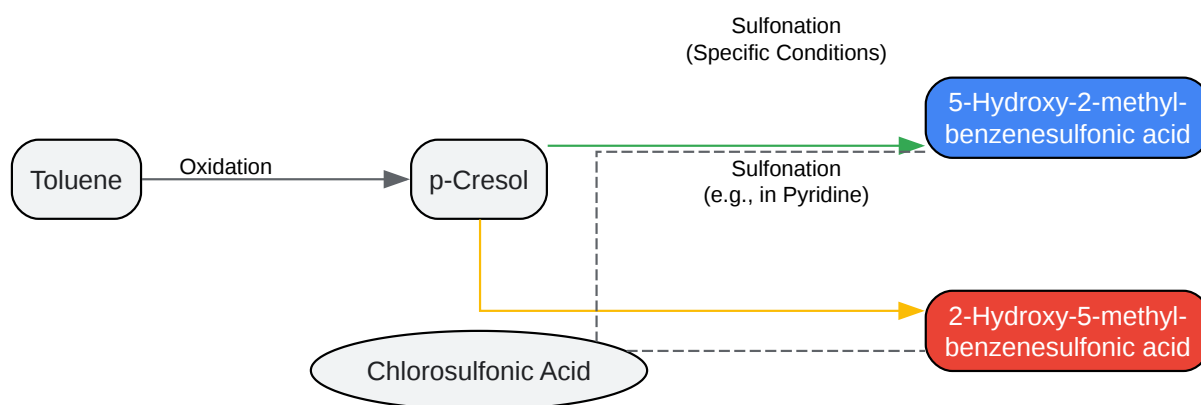 Sulfonation
(Specific Conditions)
5-Hydroxy-2-methyl-
benzenesulfonic acid
Toluene
Oxidation
p-Cresol
Sulfonation
(e.g., in Pyridine)
2-Hydroxy-5-methyl-
benzenesulfonic acid
Chlorosulfonic Acid